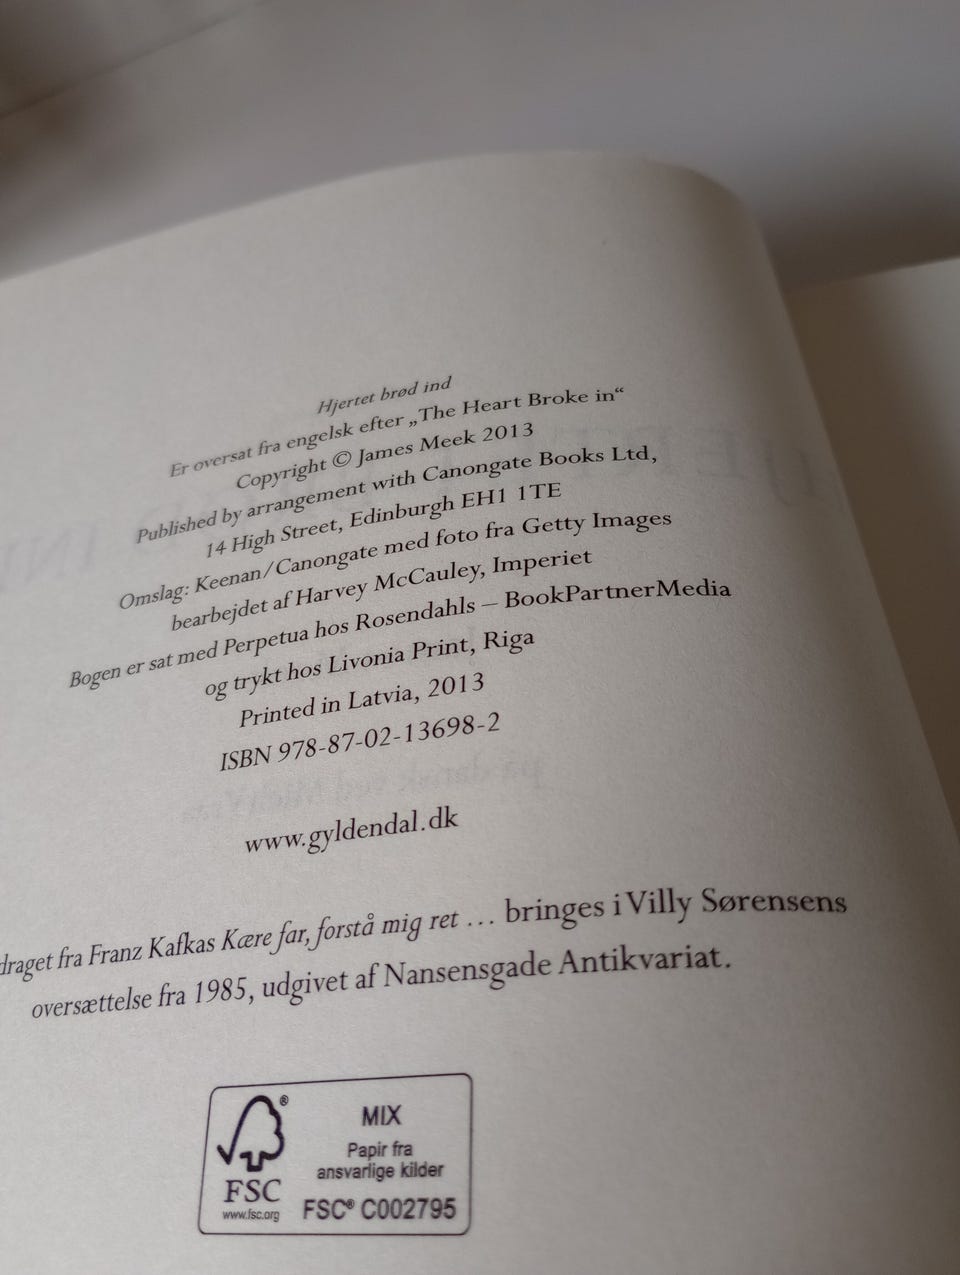 Hjertet brød ind
Er oversat fra engelsk efter „The Heart Broke in“
Copyright © James Meek 2013
Published by arrangement with Canongate Books Ltd,
14 High Street, Edinburgh EH1 1TE
Omslag: Keenan/Canongate med foto fra Getty Images
bearbejdet af Harvey McCauley, Imperiet
Bogen er sat med Perpetua hos Rosendahls – BookPartnerMedia
og trykt hos Livonia Print, Riga
Printed in Latvia, 2013
ISBN 978-87-02-13698-2
www.gyldendal.dk
draget fra Franz Kafkas Kære far, forstå mig ret … bringes i Villy Sørensens
oversættelse fra 1985, udgivet af Nansensgade Antikvariat.
®
FSC
www.fsc.org
MIX
Papir fra
ansvarlige kilder
FSC® C002795